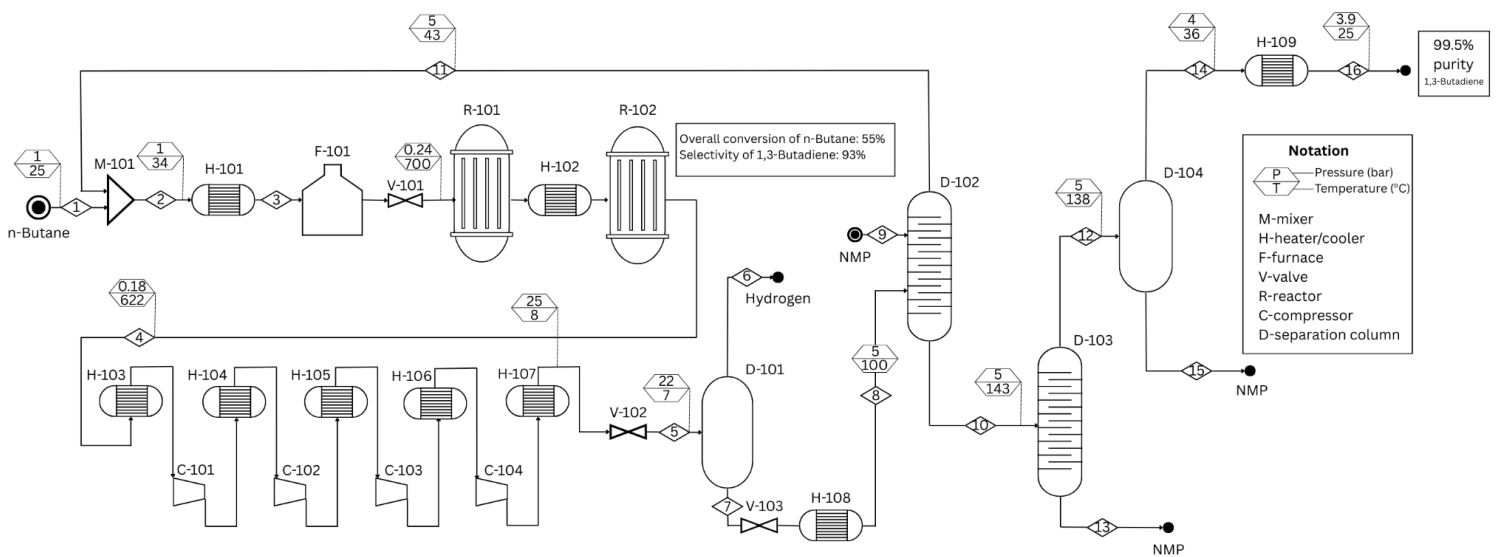 5
43
11
1
25
1
n-Butane
M-101
1
34
2
H-101
3
F-101
V-101
0.24
700
R-101
H-102
R-102
Overall conversion of n-Butane: 55%
Selectivity of 1,3-Butadiene: 93%
0.18
622
4
H-103
C-101
H-104
C-102
H-105
C-103
H-106
C-104
H-107
25
8
V-102
22
7
5
D-101
6
Hydrogen
7
V-103
H-108
5
100
8
NMP
9
D-102
10
5
143
D-103
13
NMP
5
138
12
D-104
15
NMP
4
36
14
H-109
3.9
25
16
99.5%
purity
1,3-Butadiene
Notation
P
T
Pressure (bar)
Temperature (°C)
M-mixer
H-heater/cooler
F-furnace
V-valve
R-reactor
C-compressor
D-separation column